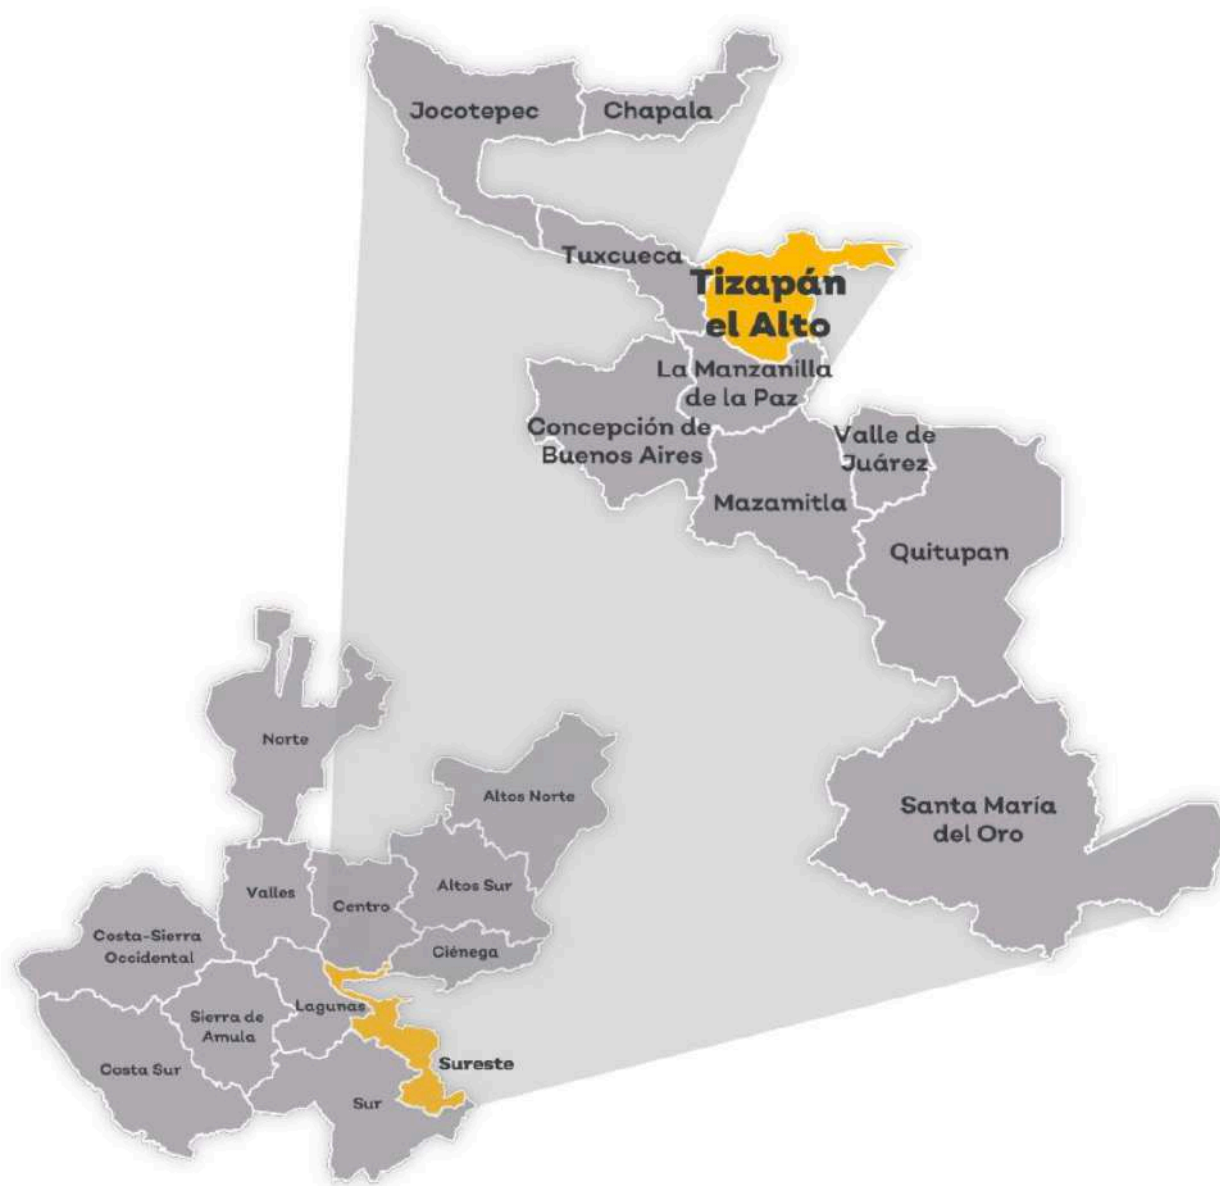 Jocotepec
Chapala
Tuxcueca
Tizapán
el Alto
La Manzanilla
de la Paz
Concepción de
Buenos Aires
Valle de
Juárez
Mazamitla
Quitupan
Santa María
del Oro
Norte
Altos Norte
Altos Sur
Valles
Centro
Costa-Sierra
Occidental
Ciénega
Lagunas
Sierra de
Amula
Costa Sur
Sureste
Sur